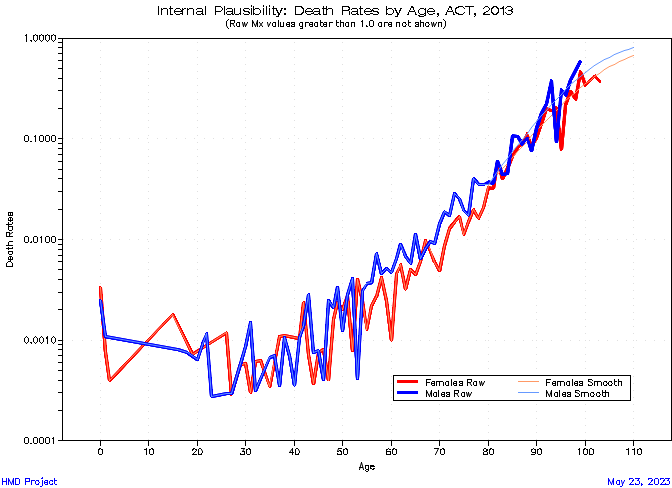 Internal Plausibility: Death Rates by Age, ACT, 2013
(Raw Mx values greater than 1.0 are not shown)
1.0000
0.1000
0.0100
0.0010
0.0001
Death Rates
0 10 20 30 40 50 60 70 80 90 100 110
Age
Females Raw Females Smooth
Males Raw Males Smooth
HMD Project May 23, 2023